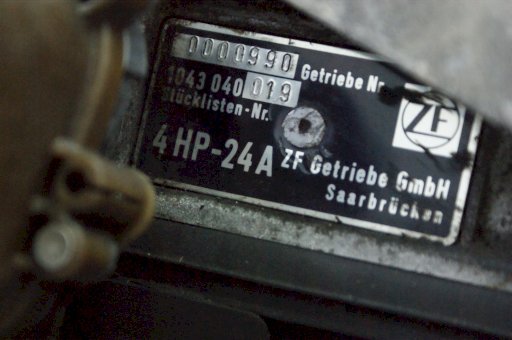 0000990 Getriebe Nr.
1043 040 019
Stücklisten-Nr.
ZF
4 HP-24A ZF Getriebe GmbH
Saarbrücken